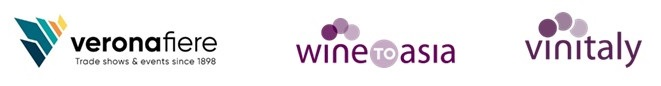 veronafiere
Trade shows & events since 1898
wine TO asia
vinitaly